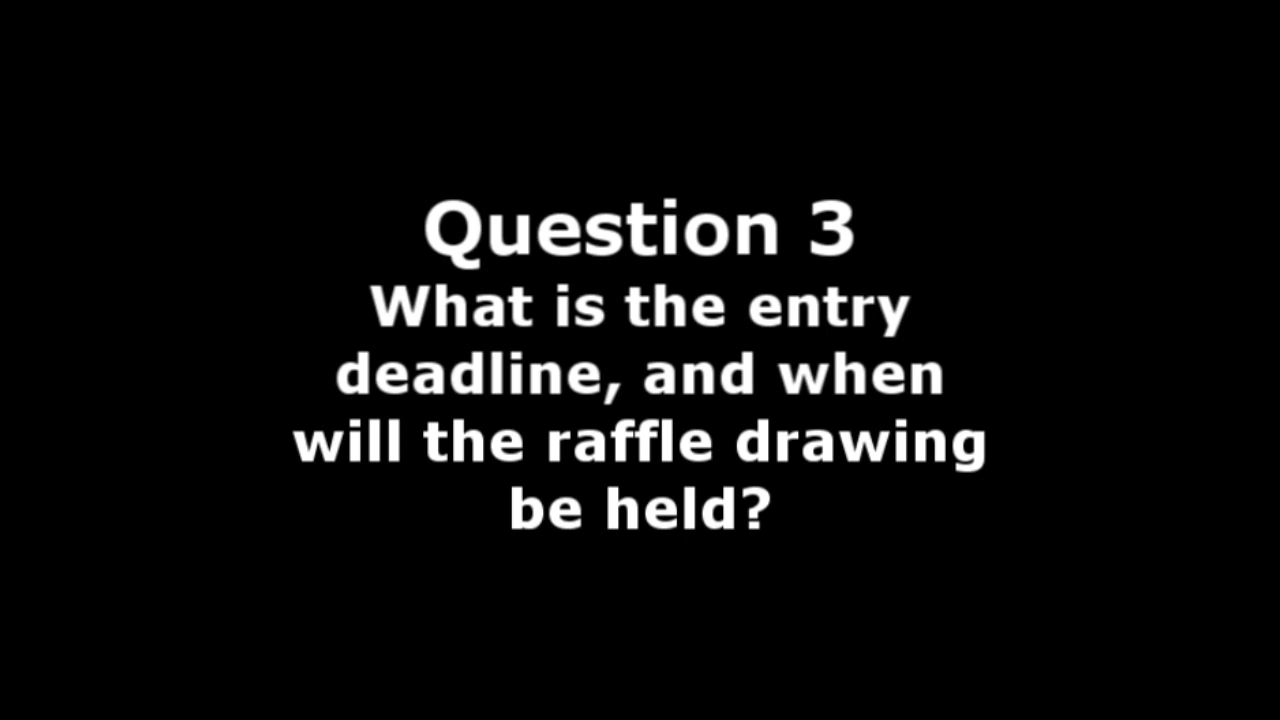 Question 3
What is the entry
deadline, and when
will the raffle drawing
be held?